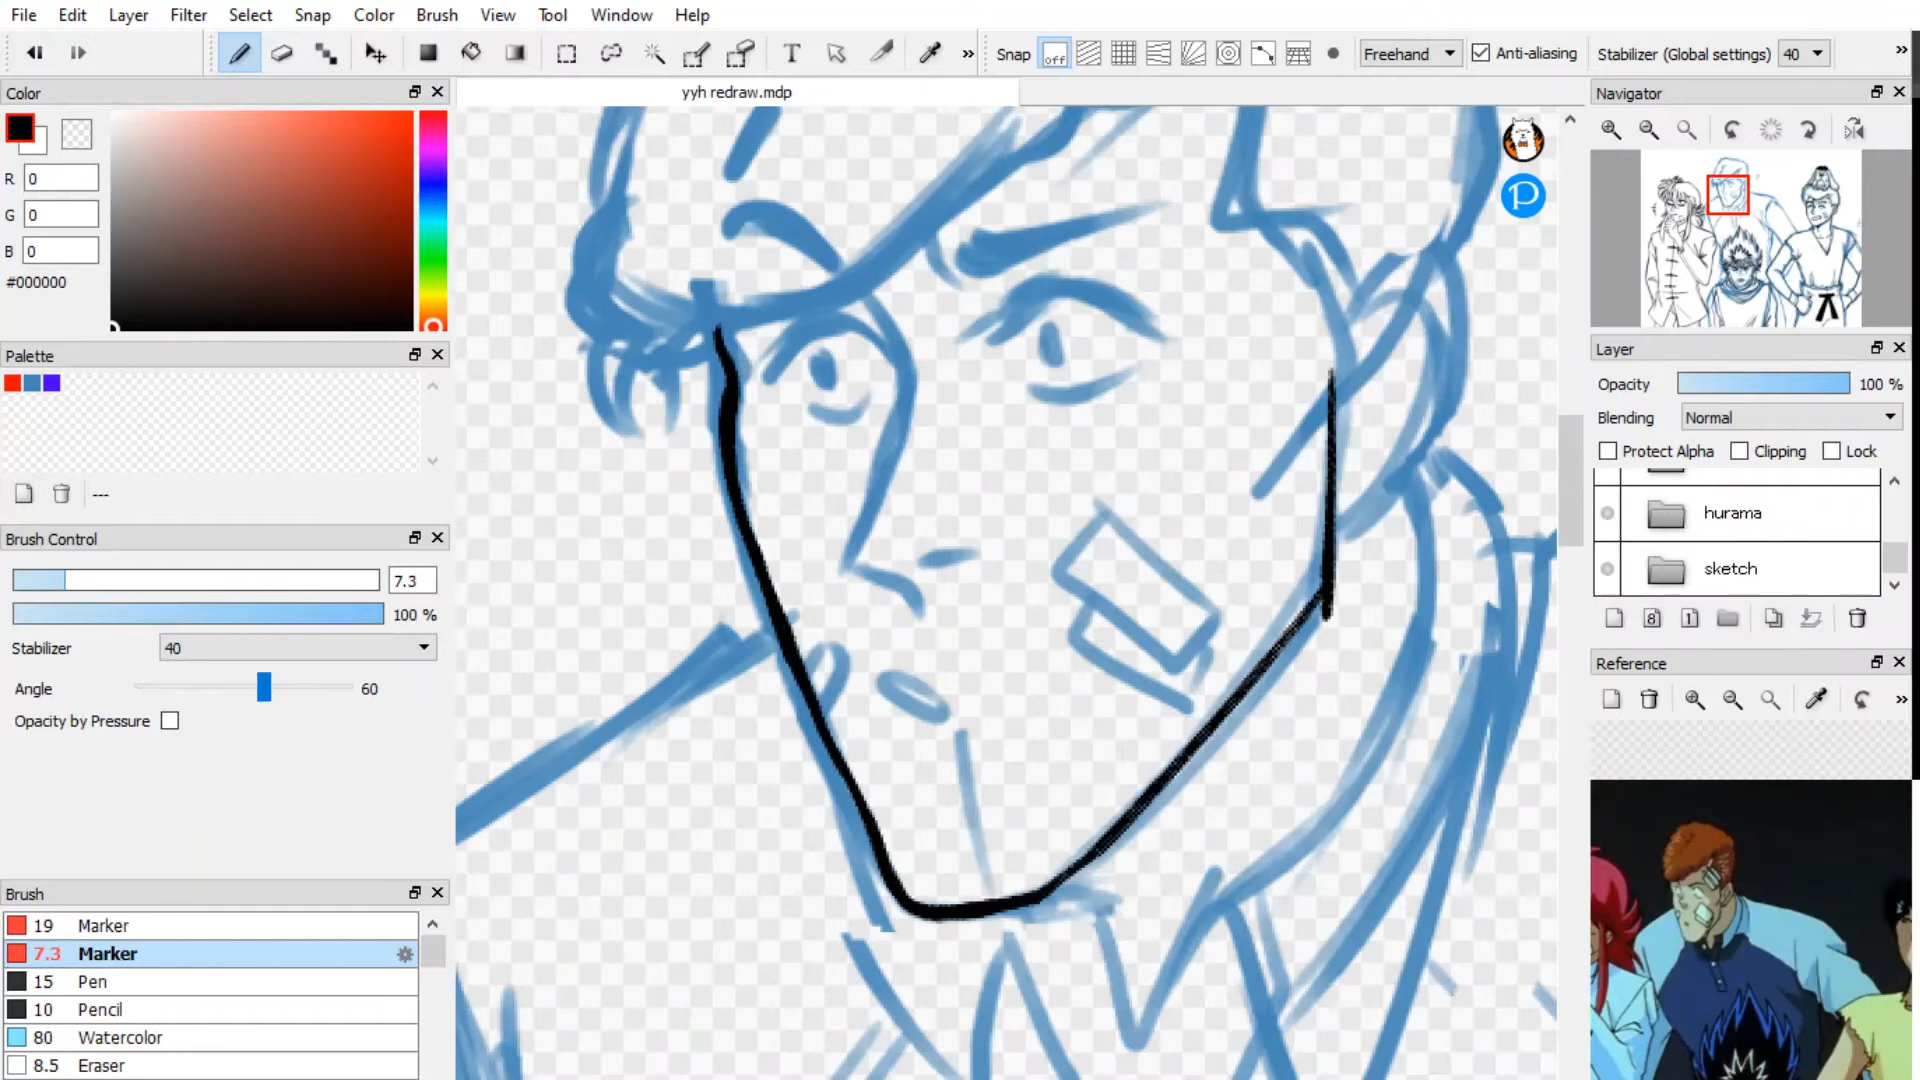 File Edit Layer Filter Select Snap Color Brush View Tool Window Help
T » Snap off Freehand Anti-aliasing Stabilizer (Global settings) 40 »
Color
yyh redraw.mdp
Navigator
R 0
G 0
B 0
#000000
Palette
---
Brush Control
7.3
100 %
Stabilizer 40
Angle 60
Opacity by Pressure
Brush
19 Marker
7.3 Marker
15 Pen
10 Pencil
80 Watercolor
8.5 Eraser
P
Layer
Opacity 100 %
Blending Normal
Protect Alpha Clipping Lock
hurama
sketch
8 1
Reference
»